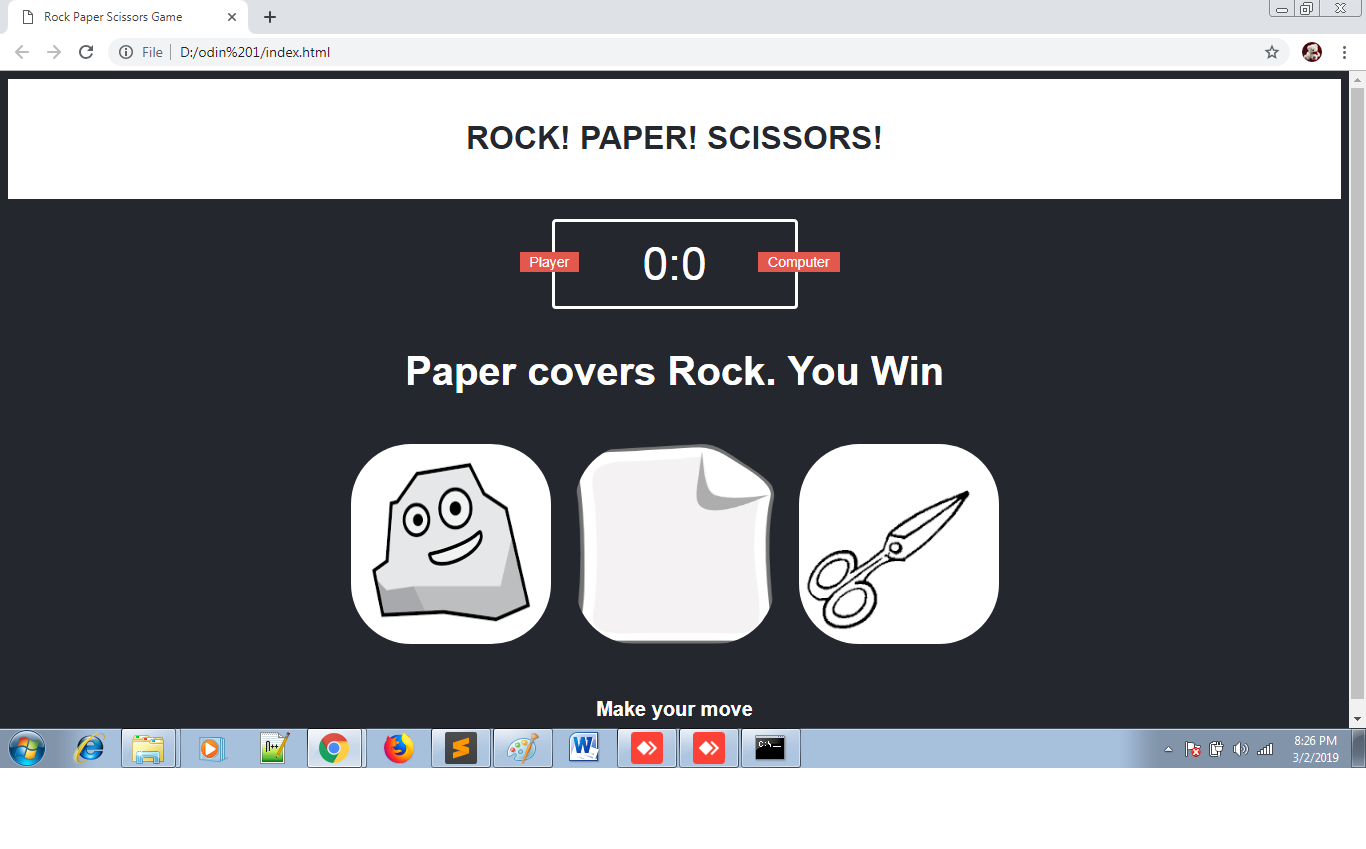 Rock Paper Scissors Game
File D:/odin%201/index.html
ROCK! PAPER! SCISSORS!
Player 0:0 Computer
Paper covers Rock. You Win
Make your move
8:26 PM
3/2/2019